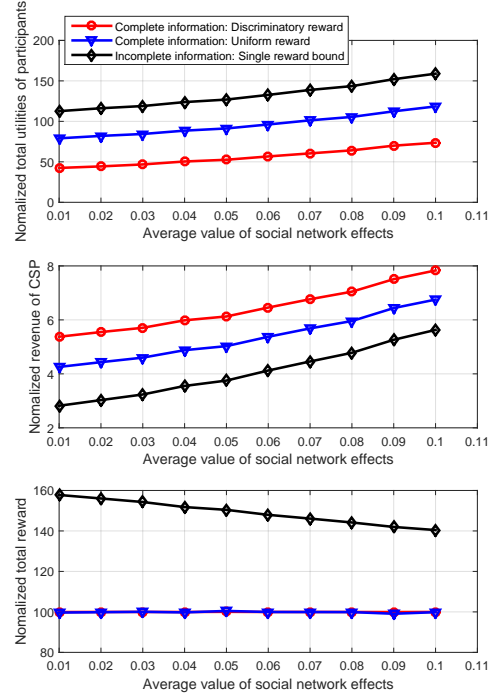 Complete information: Discriminatory reward
Complete information: Uniform reward
Incomplete information: Single reward bound
Nomalized total utilities of participants
200
150
100
50
0
0.01 0.02 0.03 0.04 0.05 0.06 0.07 0.08 0.09 0.1 0.11
Average value of social network effects
Nomalized revenue of CSP
8
6
4
2
0.01 0.02 0.03 0.04 0.05 0.06 0.07 0.08 0.09 0.1 0.11
Average value of social network effects
Nomalized total reward
160
140
120
100
80
0.01 0.02 0.03 0.04 0.05 0.06 0.07 0.08 0.09 0.1 0.11
Average value of social network effects